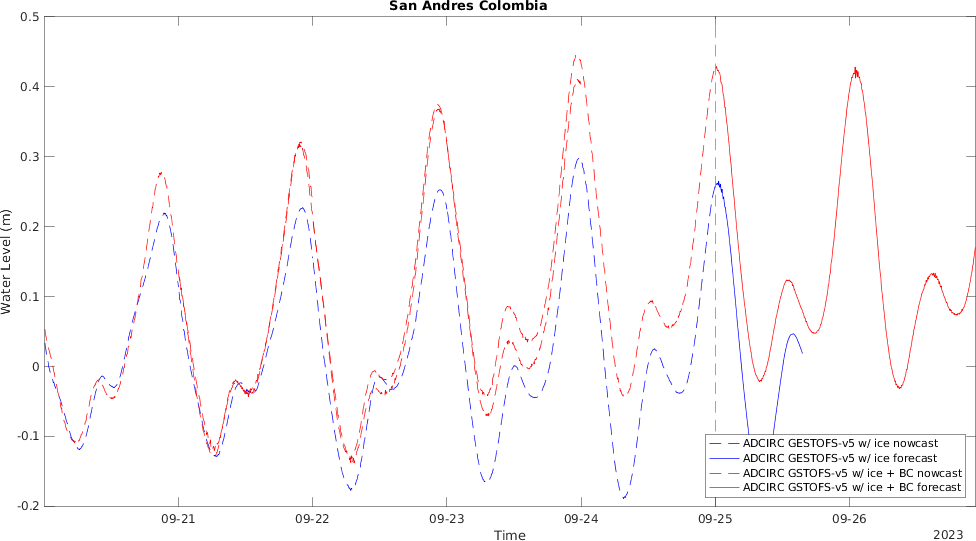 San Andres Colombia
0.5
0.4
0.3
0.2
0.1
0
-0.1
-0.2
Water Level (m)
ADCIRC GESTOFS-v5 w/ ice nowcast
ADCIRC GESTOFS-v5 w/ ice forecast
ADCIRC GSTOFS-v5 w/ ice + BC nowcast
ADCIRC GSTOFS-v5 w/ ice + BC forecast
09-21 09-22 09-23 09-24 09-25 09-26
Time
2023